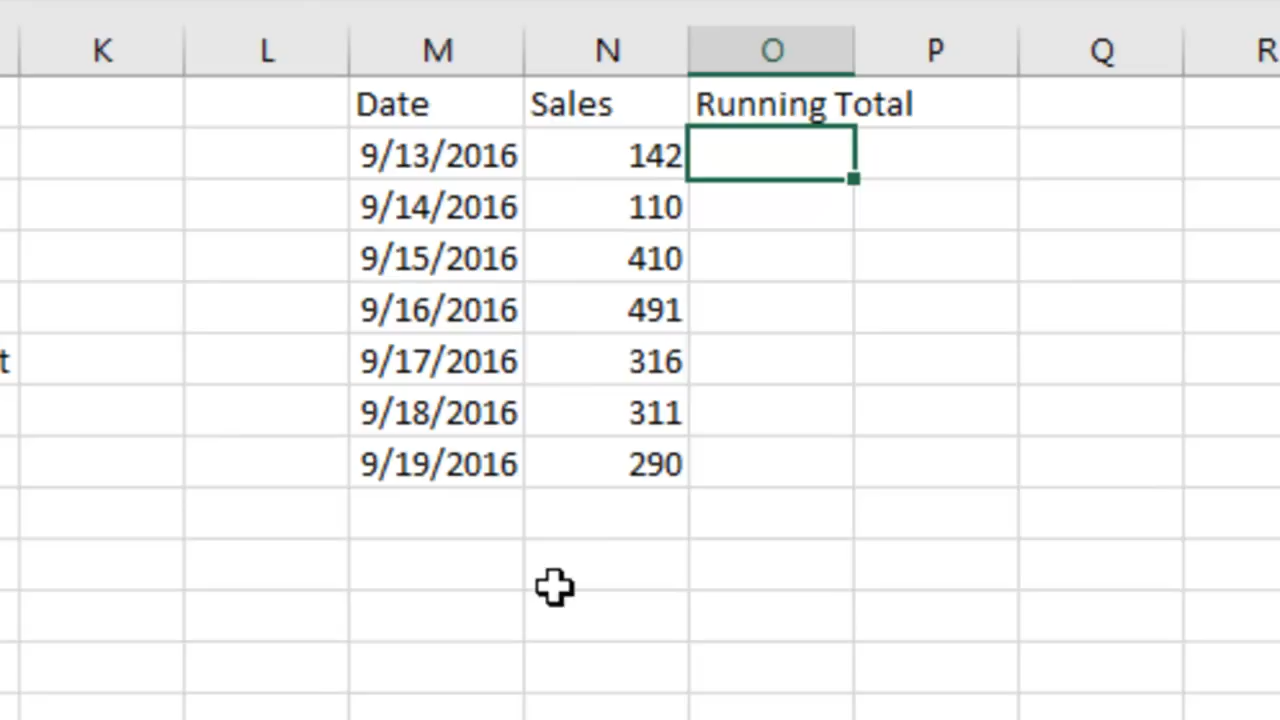 K L M N O P Q R
Date Sales Running Total
9/13/2016 142
9/14/2016 110
9/15/2016 410
9/16/2016 491
t 9/17/2016 316
9/18/2016 311
9/19/2016 290